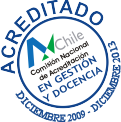 ACREDITADO
Chile
Comisión Nacional
de Acreditación
EN GESTIÓN
Y DOCENCIA
DICIEMBRE 2009 - DICIEMBRE 2013